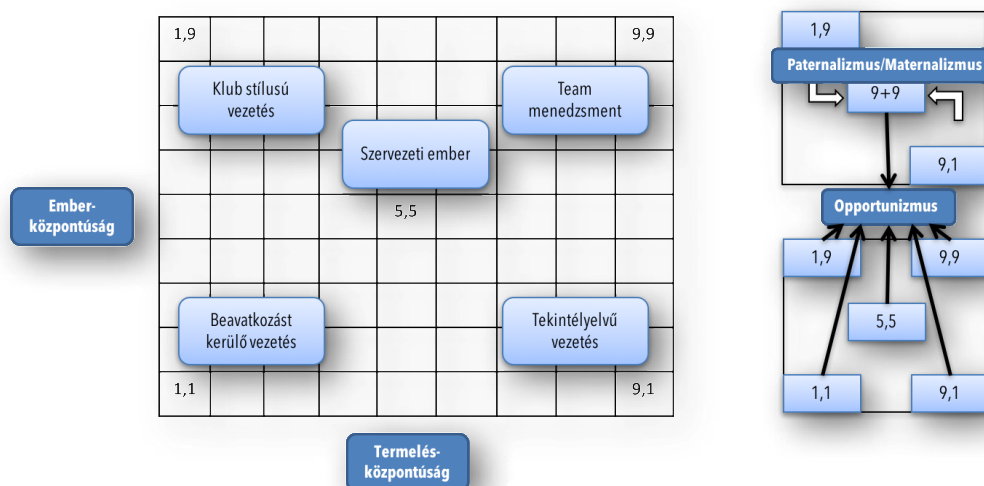 1,9
9,9
Klub stílusú
vezetés
Team
menedzsment
Szervezeti ember
5,5
Ember-
központúság
Beavatkozást
kerülő vezetés
Tekintélyelvű
vezetés
1,1
9,1
Termelés-
központúság
1,9
Paternalizmus/Maternalizmus
9+9
9,1
Opportunizmus
1,9
9,9
5,5
1,1
9,1